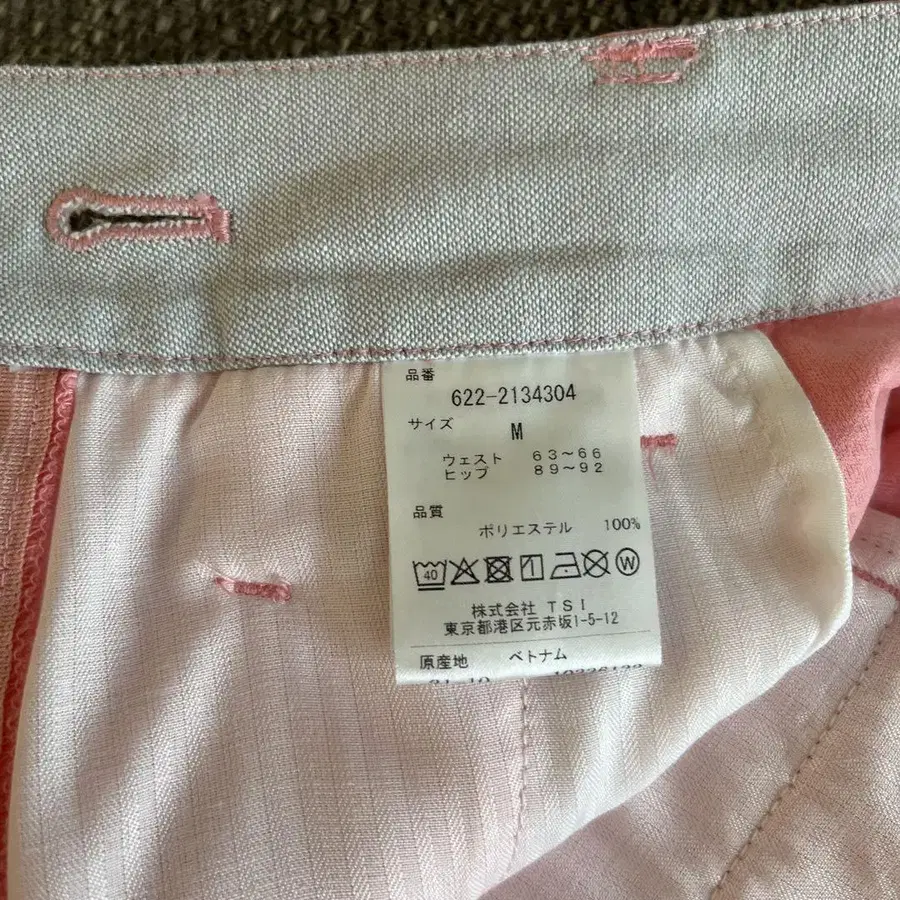 品番
622-2134304
サイズ
M
ウェスト 63~66
ヒップ 89~92
品質
ポリエステル 100%
40 W
株式会社 TSI
東京都港区元赤坂1-5-12
原産地 ベトナム